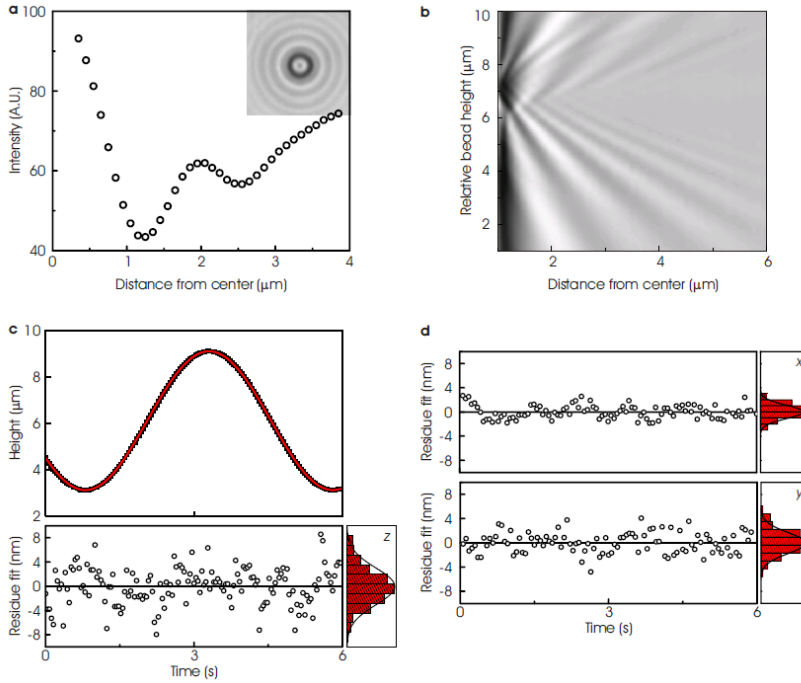 a
100
80
60
40
Intensity (A.U.)
0
1
2
3
4
Distance from center (μm)
b
10
8
6
4
2
Relative bead height (μm)
2
4
6
Distance from center (μm)
c
10
8
6
4
2
Height (μm)
8
4
0
-4
-8
Residue fit (nm)
z
0
3
6
Time (s)
d
8
4
0
-4
-8
Residue fit (nm)
x
8
4
0
-4
-8
Residue fit (nm)
y
0
3
6
Time (s)